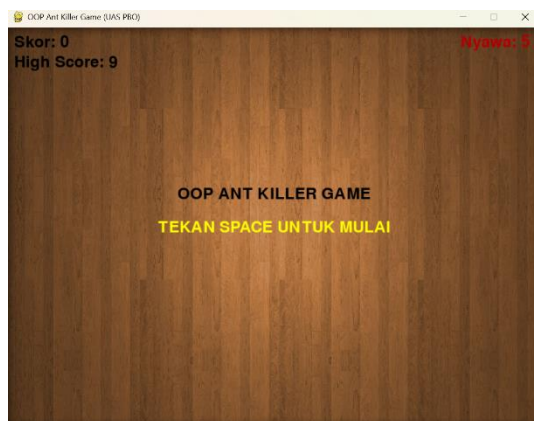 OOP Ant Killer Game (UAS PBO)
Skor: 0
Nyawa: 5
High Score: 9
OOP ANT KILLER GAME
TEKAN SPACE UNTUK MULAI